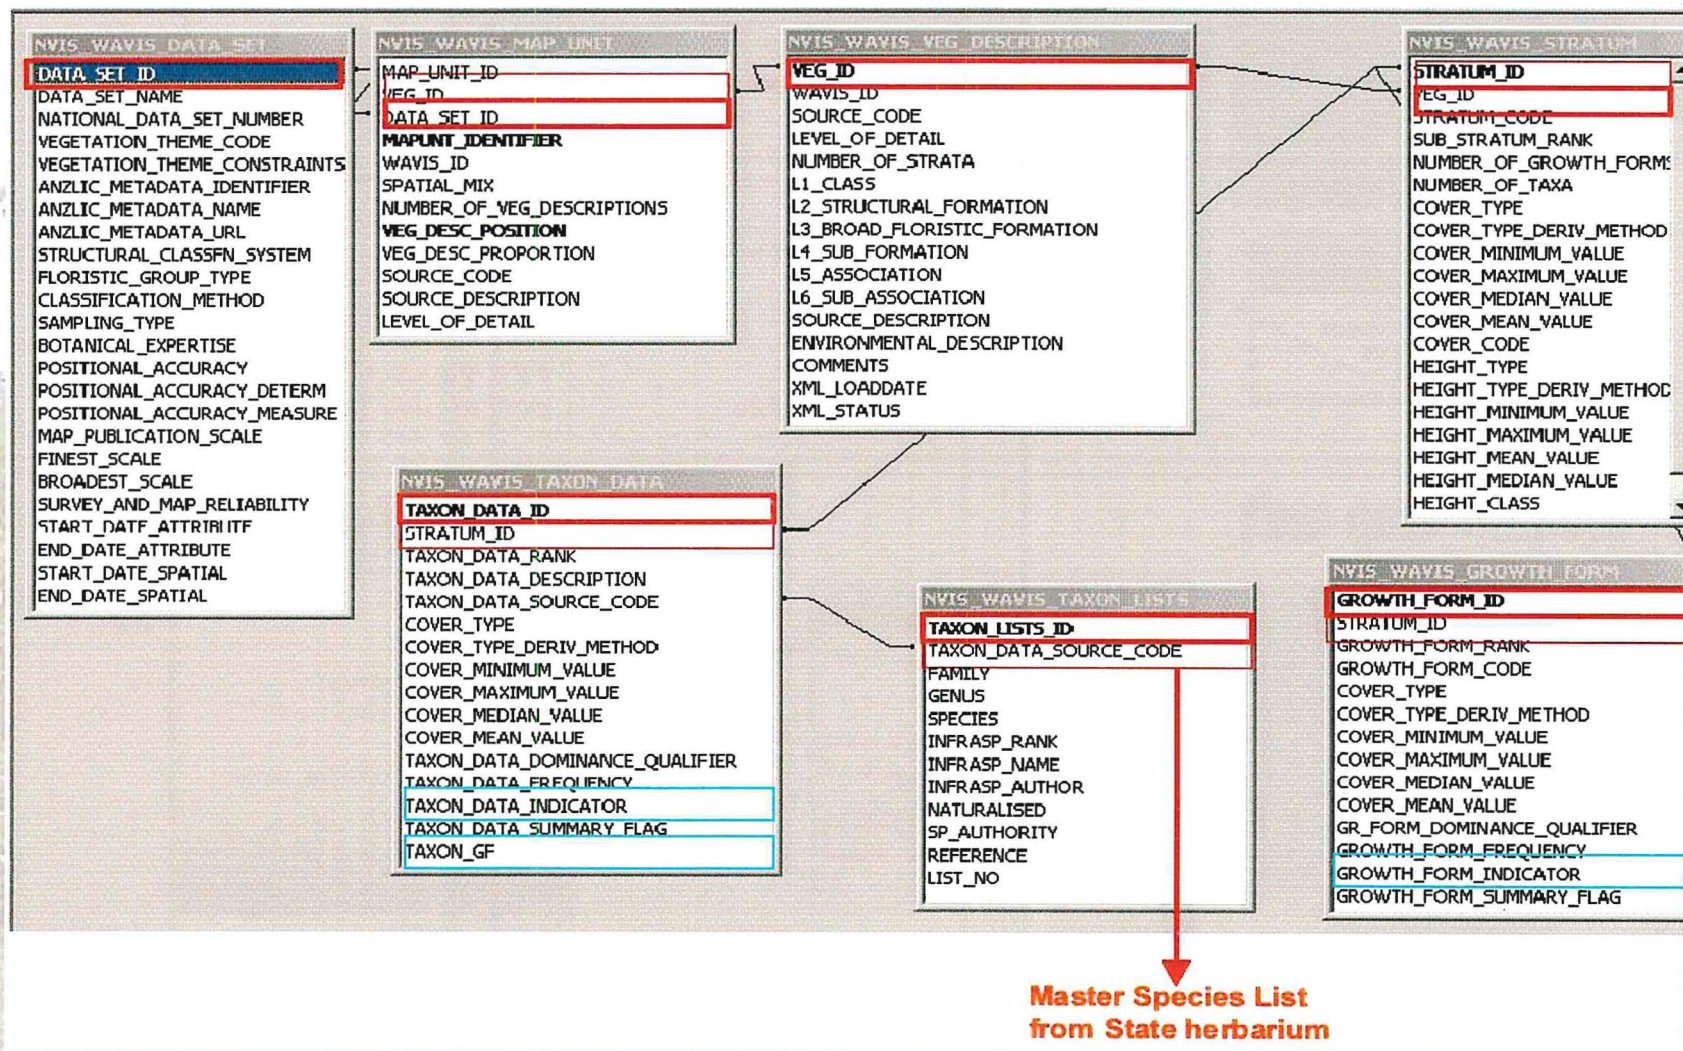 NVIS_WAVIS_DATA_SET
DATA_SET_ID
DATA_SET_NAME
NATIONAL_DATA_SET_NUMBER
VEGETATION_THEME_CODE
VEGETATION_THEME_CONSTRAINTS
ANZLIC_METADATA_IDENTIFIER
ANZLIC_METADATA_NAME
ANZLIC_METADATA_URL
STRUCTURAL_CLASSFN_SYSTEM
FLORISTIC_GROUP_TYPE
CLASSIFICATION_METHOD
SAMPLING_TYPE
BOTANICAL_EXPERTISE
POSITIONAL_ACCURACY
POSITIONAL_ACCURACY_DETERM
POSITIONAL_ACCURACY_MEASURE
MAP_PUBLICATION_SCALE
FINEST_SCALE
BROADEST_SCALE
SURVEY_AND_MAP_RELIABILITY
START_DATE_ATTRIBUTE
END_DATE_ATTRIBUTE
START_DATE_SPATIAL
END_DATE_SPATIAL
NVIS_WAVIS_MAP_UNIT
MAP_UNIT_ID
VEG_ID
DATA_SET_ID
MAPUNT_IDENTIFIER
WAVIS_ID
SPATIAL_MIX
NUMBER_OF_VEG_DESCRIPTIONS
VEG_DESC_POSITION
VEG_DESC_PROPORTION
SOURCE_CODE
SOURCE_DESCRIPTION
LEVEL_OF_DETAIL
NVIS_WAVIS_VEG_DESCRIPTION
VEG_ID
WAVIS_ID
SOURCE_CODE
LEVEL_OF_DETAIL
NUMBER_OF_STRATA
L1_CLASS
L2_STRUCTURAL_FORMATION
L3_BROAD_FLORISTIC_FORMATION
L4_SUB_FORMATION
L5_ASSOCIATION
L6_SUB_ASSOCIATION
SOURCE_DESCRIPTION
ENVIRONMENTAL_DESCRIPTION
COMMENTS
XML_LOADDATE
XML_STATUS
NVIS_WAVIS_STRATUM
STRATUM_ID
VEG_ID
STRATUM_CODE
SUB_STRATUM_RANK
NUMBER_OF_GROWTH_FORMS
NUMBER_OF_TAXA
COVER_TYPE
COVER_TYPE_DERIV_METHOD
COVER_MINIMUM_VALUE
COVER_MAXIMUM_VALUE
COVER_MEDIAN_VALUE
COVER_MEAN_VALUE
COVER_CODE
HEIGHT_TYPE
HEIGHT_TYPE_DERIV_METHOD
HEIGHT_MINIMUM_VALUE
HEIGHT_MAXIMUM_VALUE
HEIGHT_MEAN_VALUE
HEIGHT_MEDIAN_VALUE
HEIGHT_CLASS
NVIS_WAVIS_TAXON_DATA
TAXON_DATA_ID
STRATUM_ID
TAXON_DATA_RANK
TAXON_DATA_DESCRIPTION
TAXON_DATA_SOURCE_CODE
COVER_TYPE
COVER_TYPE_DERIV_METHOD
COVER_MINIMUM_VALUE
COVER_MAXIMUM_VALUE
COVER_MEDIAN_VALUE
COVER_MEAN_VALUE
TAXON_DATA_DOMINANCE_QUALIFIER
TAXON_DATA_FREQUENCY
TAXON_DATA_INDICATOR
TAXON_DATA_SUMMARY_FLAG
TAXON_GF
NVIS_WAVIS_TAXON_LISTS
TAXON_LISTS_ID
TAXON_DATA_SOURCE_CODE
FAMILY
GENUS
SPECIES
INFRASP_RANK
INFRASP_NAME
INFRASP_AUTHOR
NATURALISED
SP_AUTHORITY
REFERENCE
LIST_NO
NVIS_WAVIS_GROWTH_FORM
GROWTH_FORM_ID
STRATUM_ID
GROWTH_FORM_RANK
GROWTH_FORM_CODE
COVER_TYPE
COVER_TYPE_DERIV_METHOD
COVER_MINIMUM_VALUE
COVER_MAXIMUM_VALUE
COVER_MEDIAN_VALUE
COVER_MEAN_VALUE
GR_FORM_DOMINANCE_QUALIFIER
GROWTH_FORM_FREQUENCY
GROWTH_FORM_INDICATOR
GROWTH_FORM_SUMMARY_FLAG
Master Species List
from State herbarium